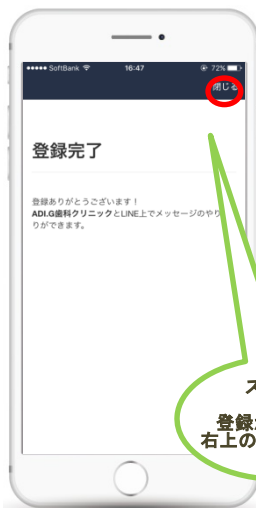 SoftBank 16:47 72%
閉じる
登録完了
登録ありがとうございます！
ADI.G歯科クリニックとLINE上でメッセージのやり
りができます。
ス
登録
右上の